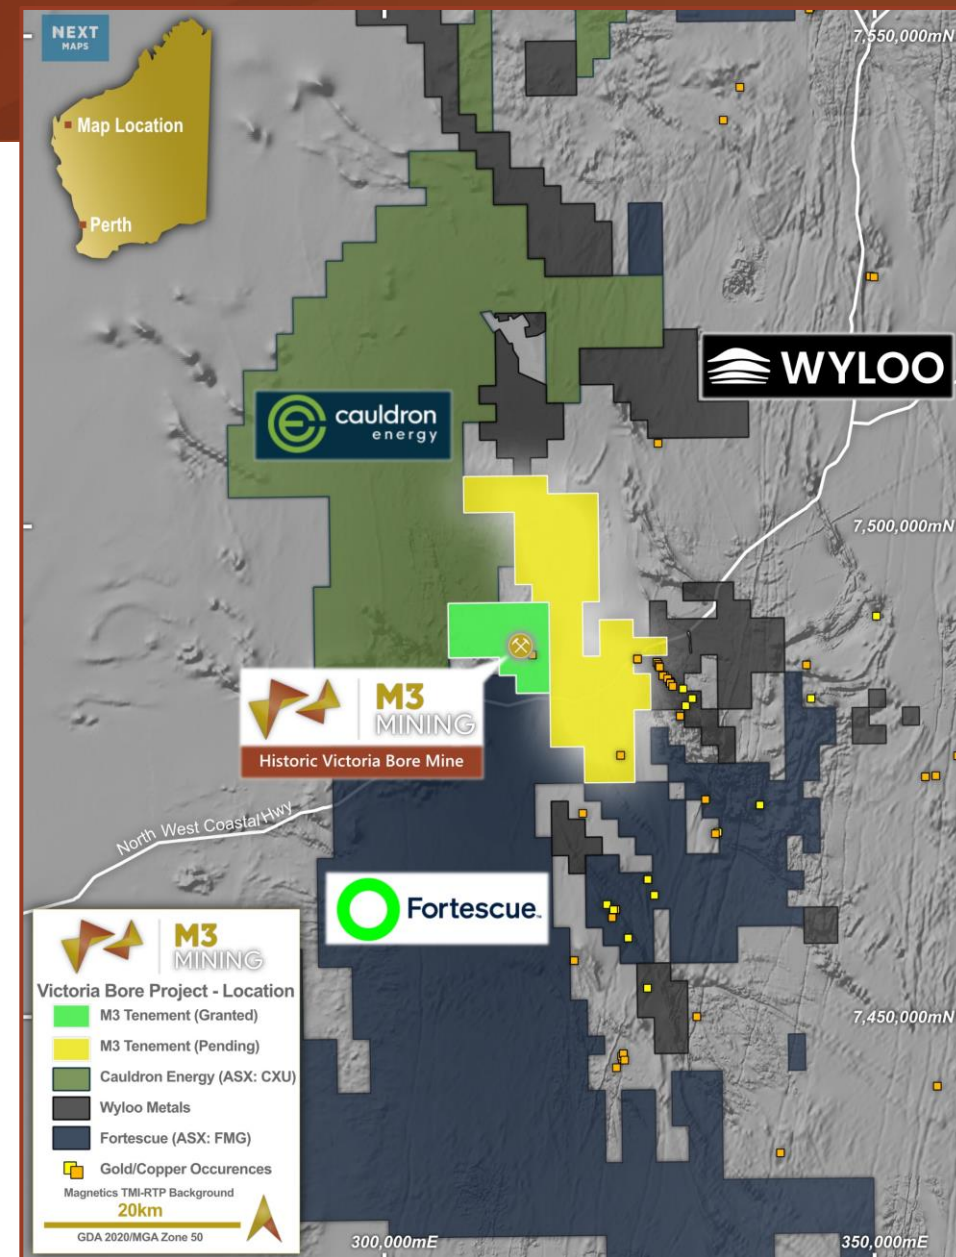 NEXT
MAPS
Map Location
Perth
7,550,000mN
WYLOO
cauldron
energy
7,500,000mN
M3
MINING
Historic Victoria Bore Mine
North West Coastal Hwy
Fortescue™
M3
MINING
Victoria Bore Project - Location
M3 Tenement (Granted)
M3 Tenement (Pending)
Cauldron Energy (ASX: CXU)
Wyloo Metals
Fortescue (ASX: FMG)
Gold/Copper Occurences
Magnetics TMI-RTP Background
20km
GDA 2020/MGA Zone 50
7,450,000mN
300,000mE
350,000mE